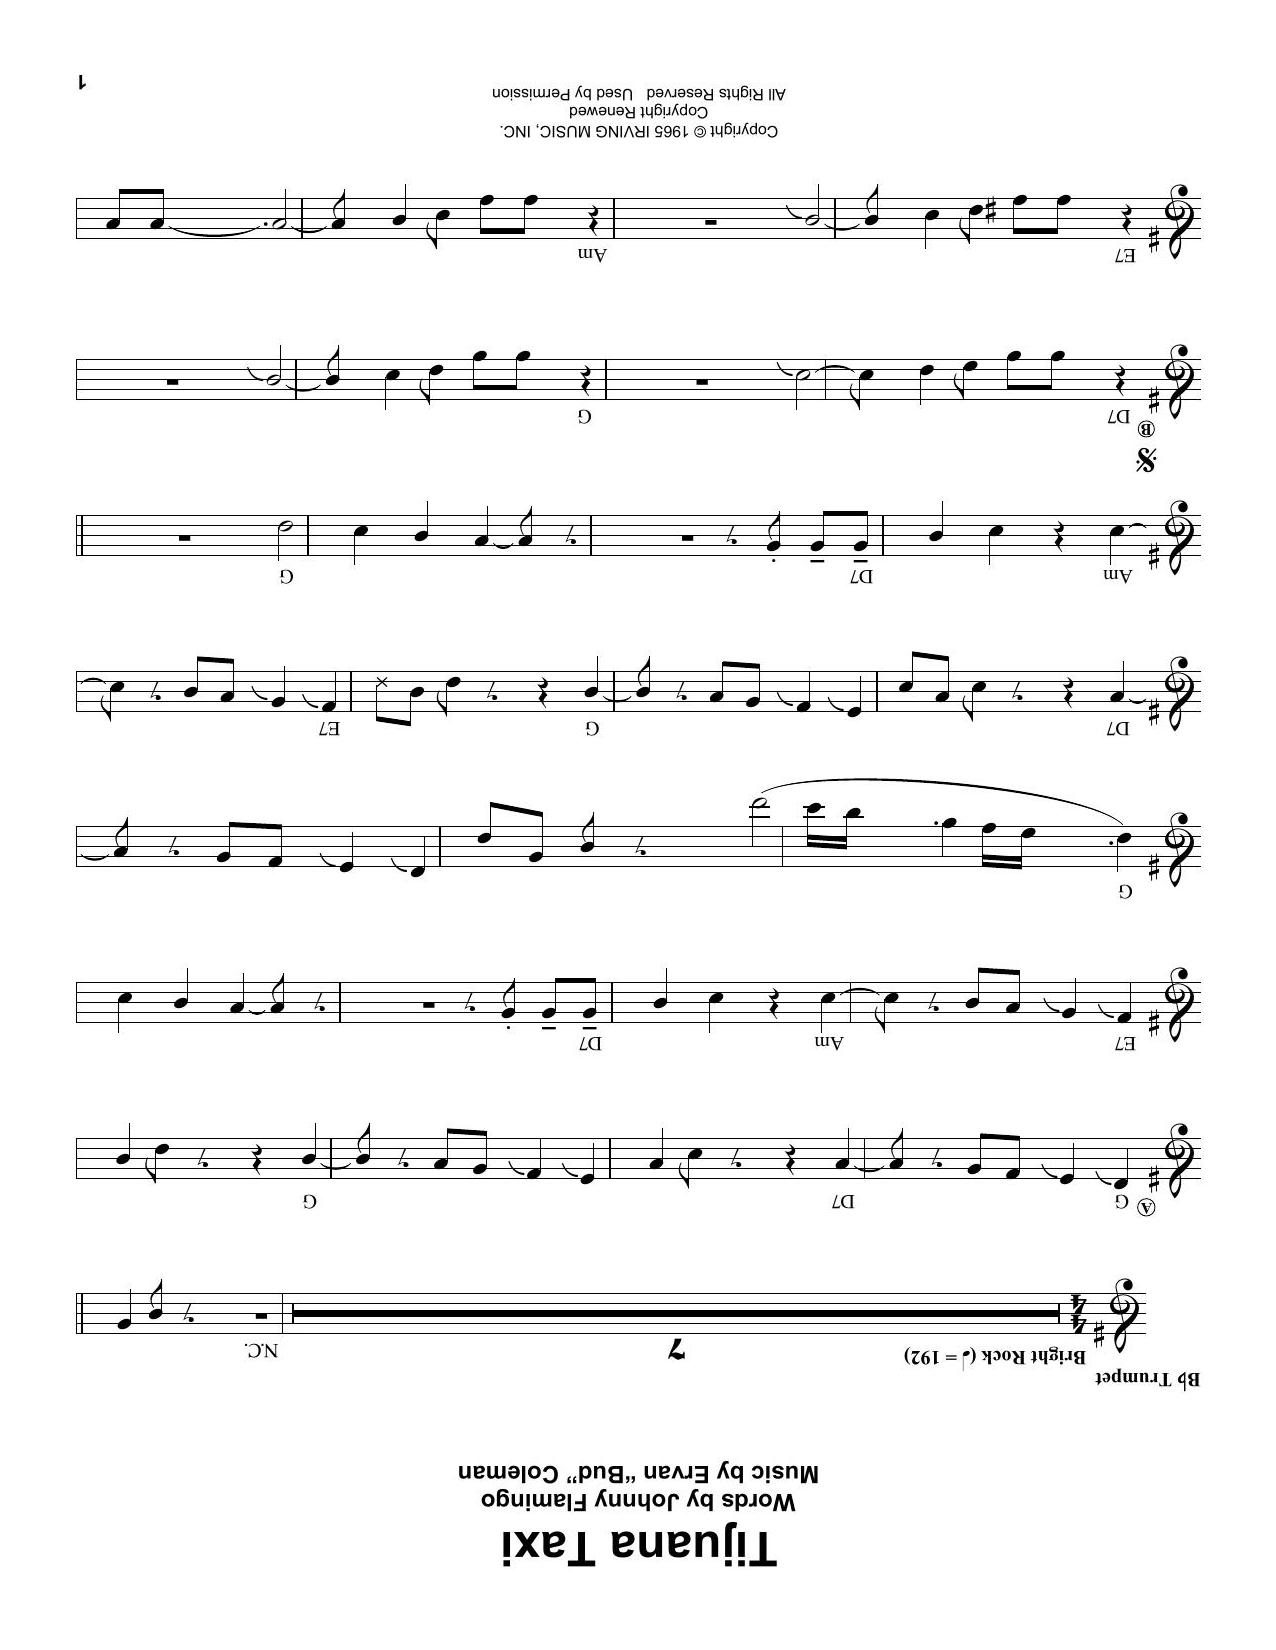 Tijuana Taxi
Words by Johnny Flamingo
Music by Ervan “Bud” Coleman
B♭ Trumpet
Bright Rock (♩ = 192)
7
N.C.
4
4
A
G D7 G
E7 Am D7
G
D7 G E7
Am D7 G
B
D7 G
E7 Am
Copyright © 1965 IRVING MUSIC, INC.
Copyright Renewed
All Rights Reserved Used by Permission
1